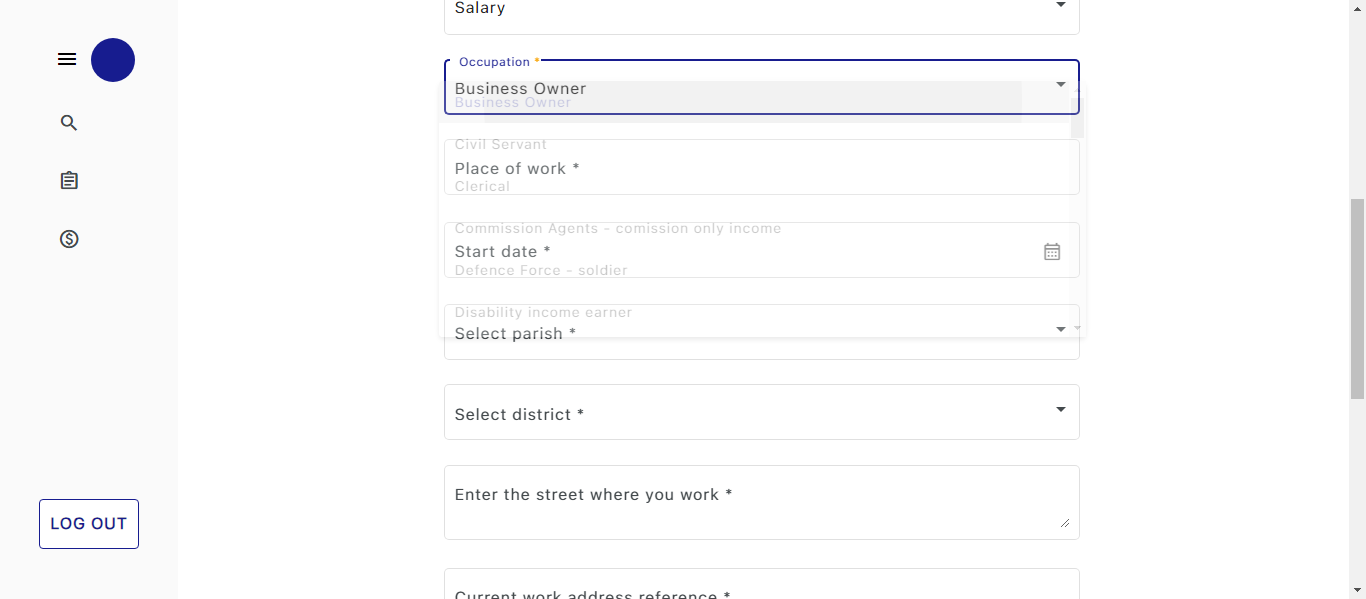 Salary
Occupation *
Business Owner
Business Owner
Civil Servant
Place of work *
Clerical
Commission Agents - comission only income
Start date *
Defence Force - soldier
Disability income earner
Select parish *
Select district *
Enter the street where you work *
Current work address reference *
LOG OUT